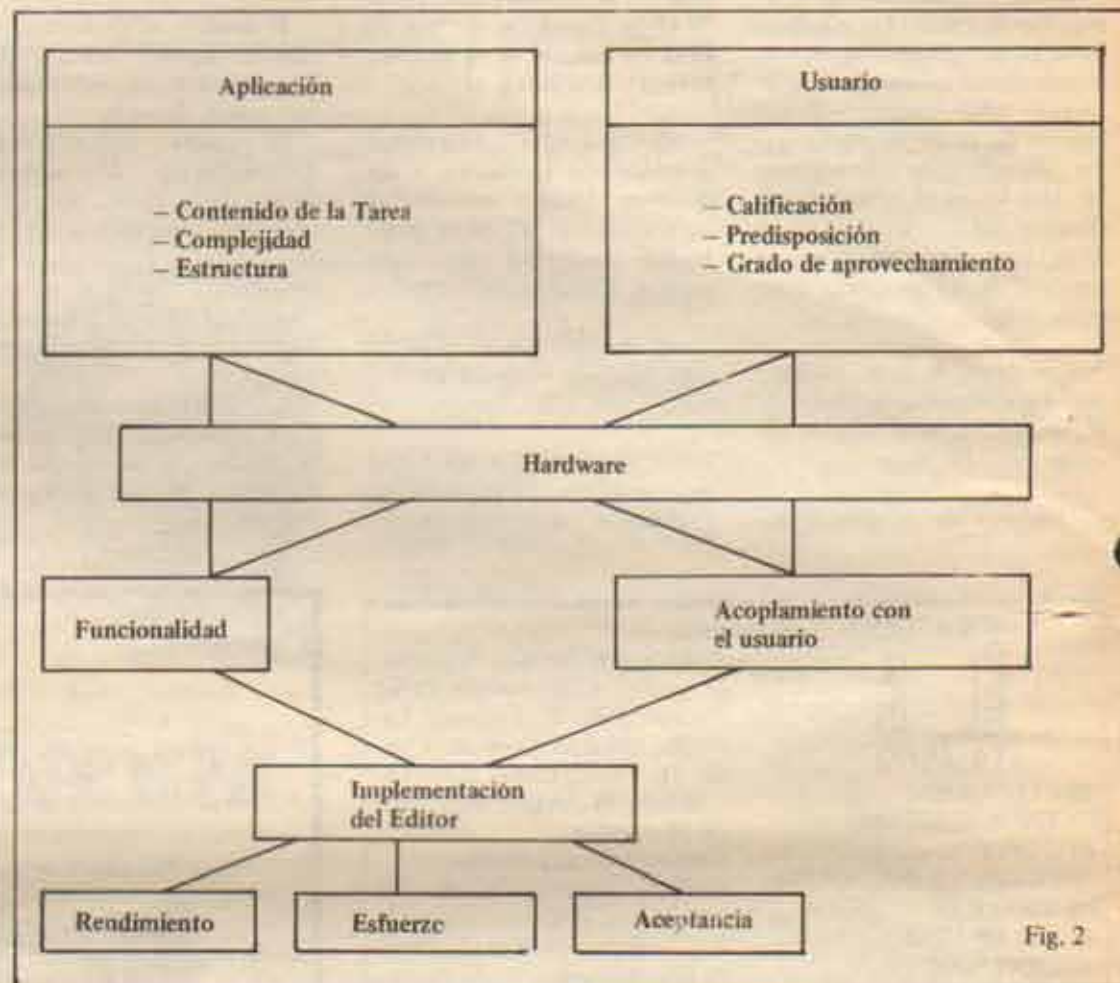 Aplicación
– Contenido de la Tarea
– Complejidad
– Estructura
Usuario
– Calificación
– Predisposición
– Grado de aprovechamiento
Hardware
Funcionalidad
Acoplamiento con
el usuario
Implementación
del Editor
Rendimiento
Esfuerzo
Aceptancia
Fig. 2